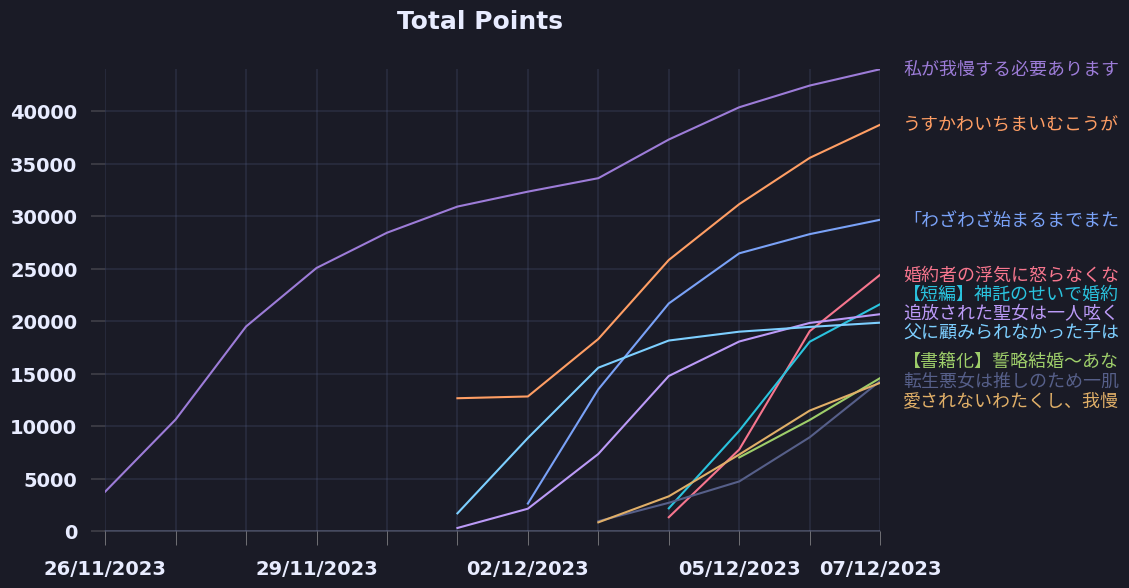 Total Points
40000
35000
30000
25000
20000
15000
10000
5000
0
26/11/2023
29/11/2023
02/12/2023
05/12/2023
07/12/2023
私が我慢する必要あります
うすかわいちまいむこうが
「わざわざ始まるまでまた
婚約者の浮気に怒らなくな
【短編】神託のせいで婚約
追放された聖女は一人呟く
父に顧みられなかった子は
【書籍化】誓略結婚〜あな
転生悪女は推しのため一肌
愛されないわたくし、我慢